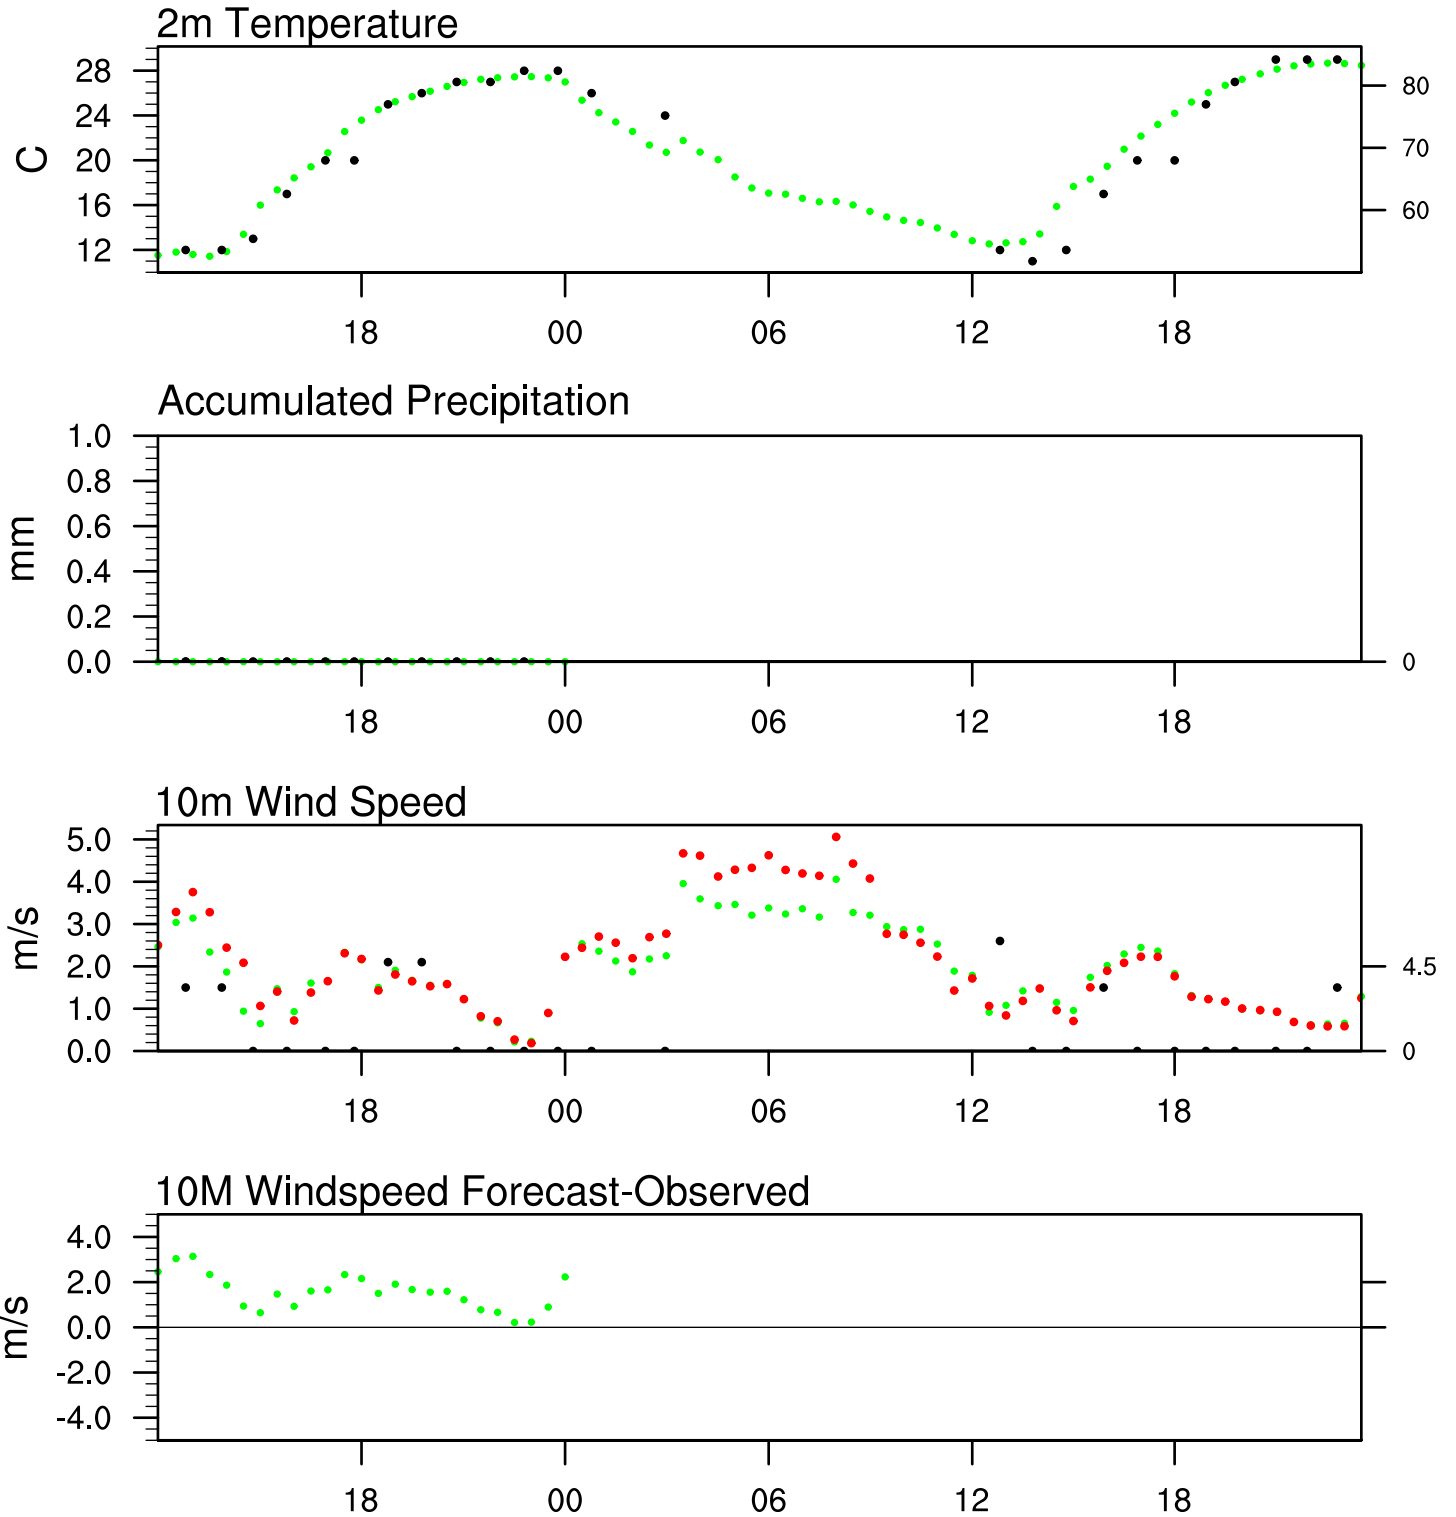 2m Temperature
28
24
20
16
12
C
80
70
60
18 00 06 12 18
Accumulated Precipitation
1.0
0.8
0.6
0.4
0.2
0.0
mm
0
18 00 06 12 18
10m Wind Speed
5.0
4.0
3.0
2.0
1.0
0.0
m/s
4.5
0
18 00 06 12 18
10M Windspeed Forecast-Observed
4.0
2.0
0.0
-2.0
-4.0
m/s
18 00 06 12 18